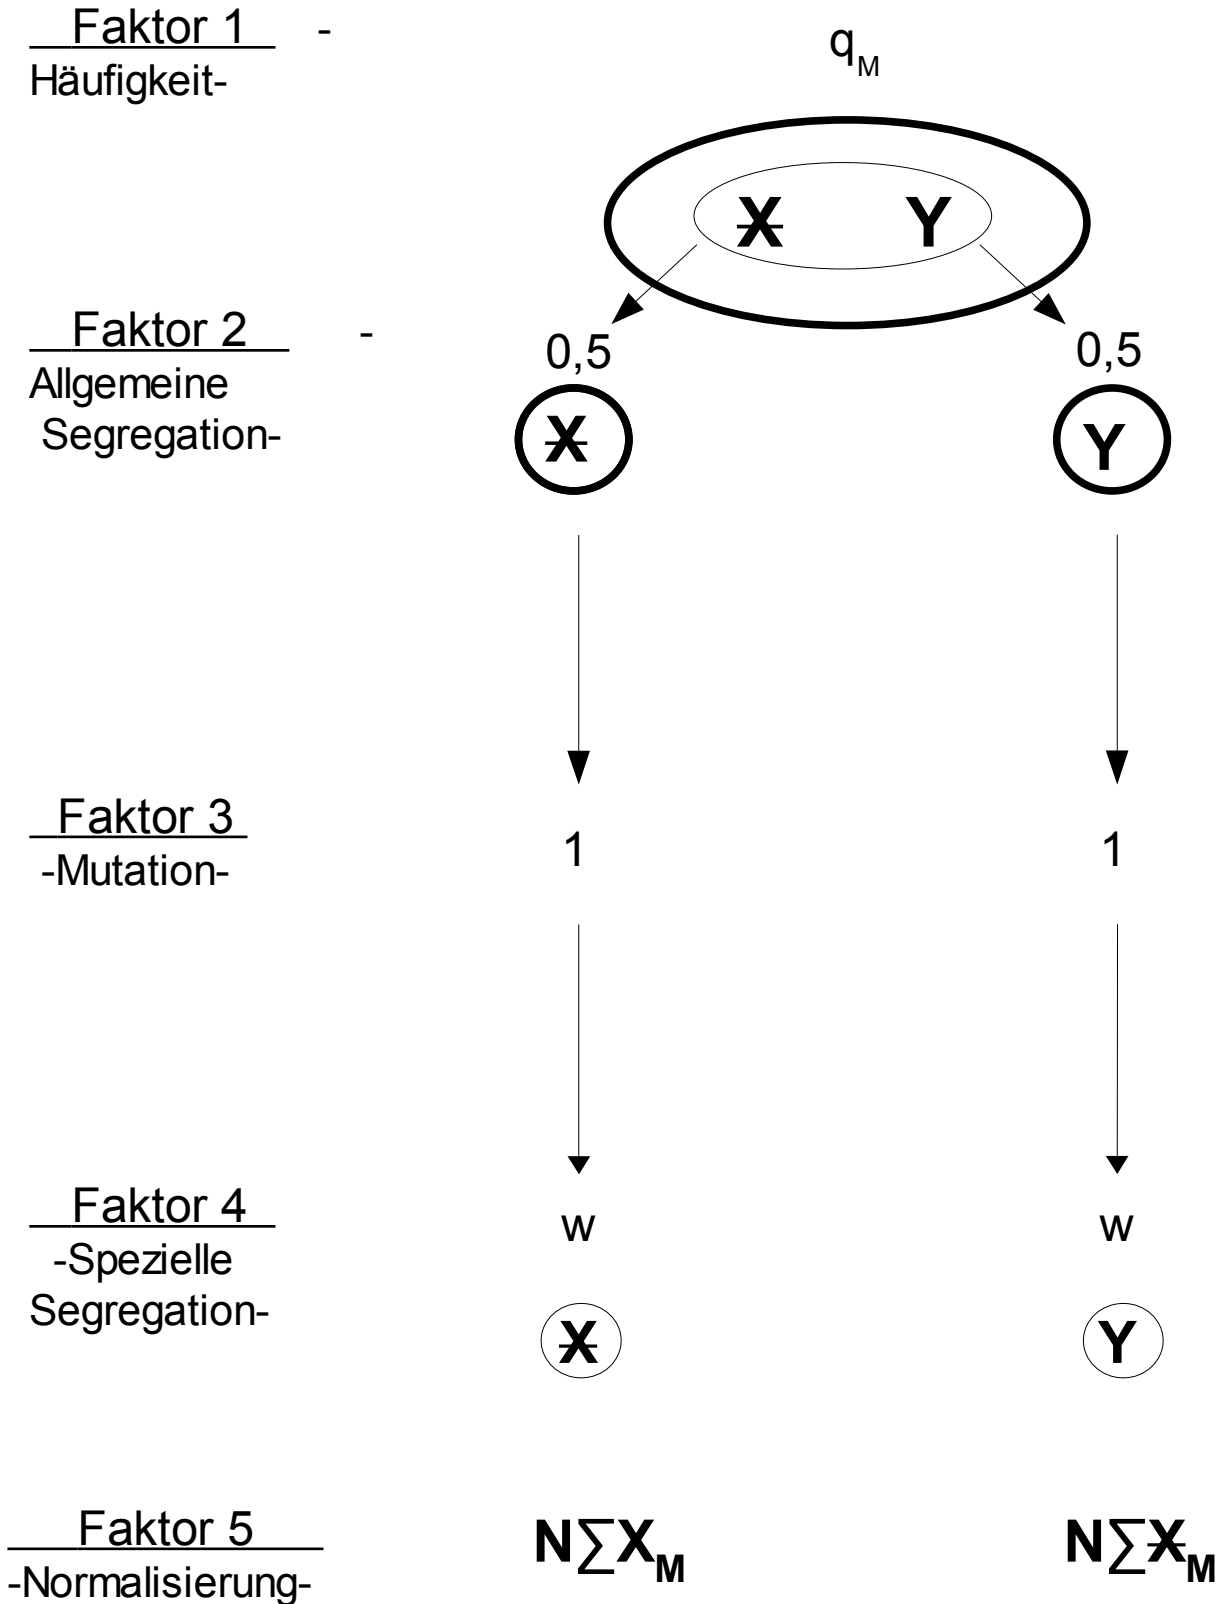 Faktor 1 -
Häufigkeit-
q_M
X̶ Y
Faktor 2 -
0,5 0,5
Allgemeine
Segregation-
X̶ Y
Faktor 3
-Mutation-
1 1
Faktor 4
-Spezielle
Segregation-
w w
X̶ Y
Faktor 5
-Normalisierung-
N∑X_M N∑X̶_M